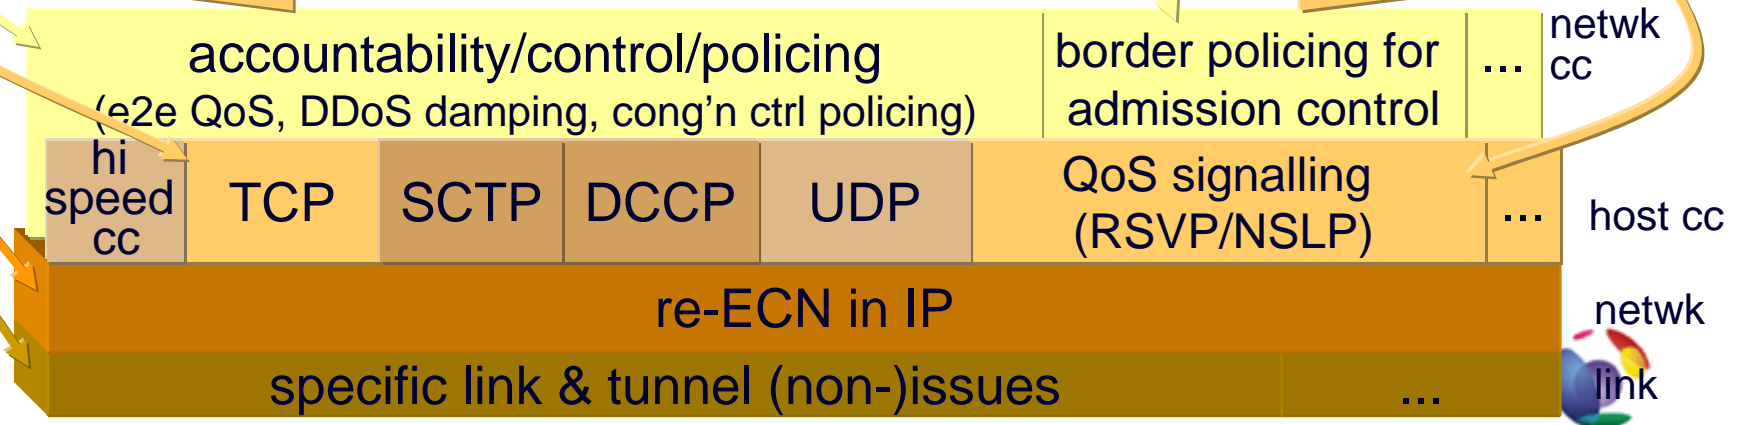 accountability/control/policing
(e2e QoS, DDoS damping, cong'n ctrl policing)
border policing for
admission control
...
netwk
cc
hi
speed
cc
TCP
SCTP
DCCP
UDP
QoS signalling
(RSVP/NSLP)
...
host cc
re-ECN in IP
netwk
specific link & tunnel (non-)issues
...
link